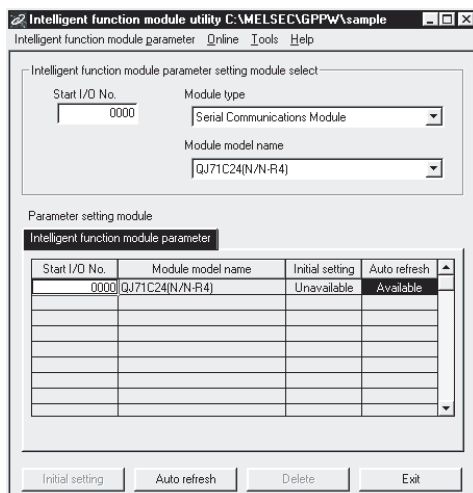 Intelligent function module utility C:\MELSEC\GPPW\sample
Intelligent function module parameter Online Tools Help
Intelligent function module parameter setting module select
Start I/O No. Module type
0000 Serial Communications Module
Module model name
QJ71C24(N/N-R4)
Parameter setting module
Intelligent function module parameter
Start I/O No. Module model name Initial setting Auto refresh
0000 QJ71C24(N/N-R4) Unavailable Available
Initial setting Auto refresh Delete Exit